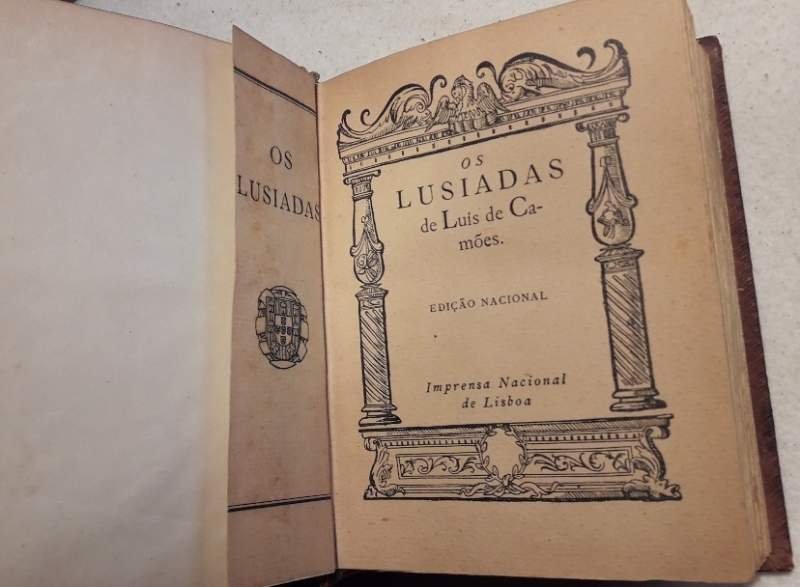 OS
LUSIADAS
OS
LUSIADAS
de Luis de Ca-
mões.
EDIÇÃO NACIONAL
Imprensa Nacional
de Lisboa